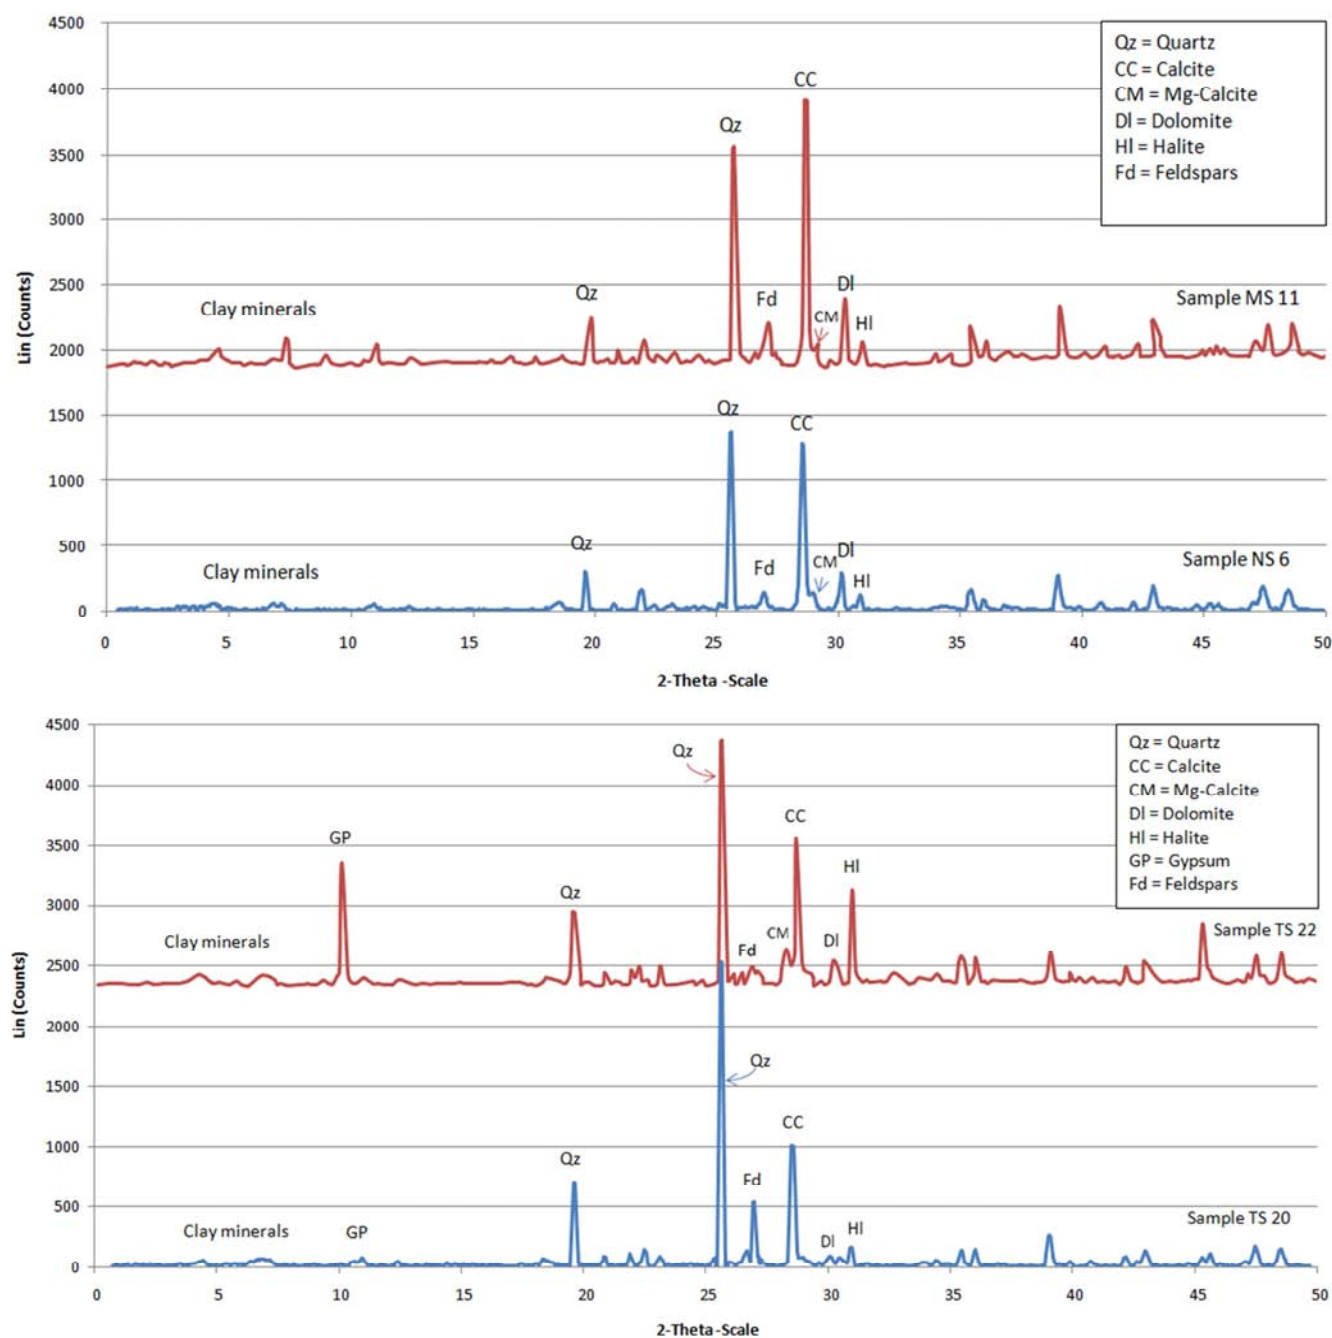 4500
4000
3500
3000
2500
2000
1500
1000
500
0
Lin (Counts)
Qz = Quartz
CC = Calcite
CM = Mg-Calcite
Dl = Dolomite
Hl = Halite
Fd = Feldspars
CC
Qz
Clay minerals
Qz
Fd
CM
Dl
Hl
Sample MS 11
Qz
CC
Clay minerals
Qz
Fd
CM
Dl
Hl
Sample NS 6
0 5 10 15 20 25 30 35 40 45 50
2-Theta -Scale
4500
4000
3500
3000
2500
2000
1500
1000
500
0
Lin (Counts)
Qz = Quartz
CC = Calcite
CM = Mg-Calcite
Dl = Dolomite
Hl = Halite
GP = Gypsum
Fd = Feldspars
Qz
GP
CC
Hl
Qz
Clay minerals
Fd
CM
Dl
Sample TS 22
Qz
CC
Qz
Fd
Clay minerals
GP
Dl
Hl
Sample TS 20
0 5 10 15 20 25 30 35 40 45 50
2-Theta -Scale